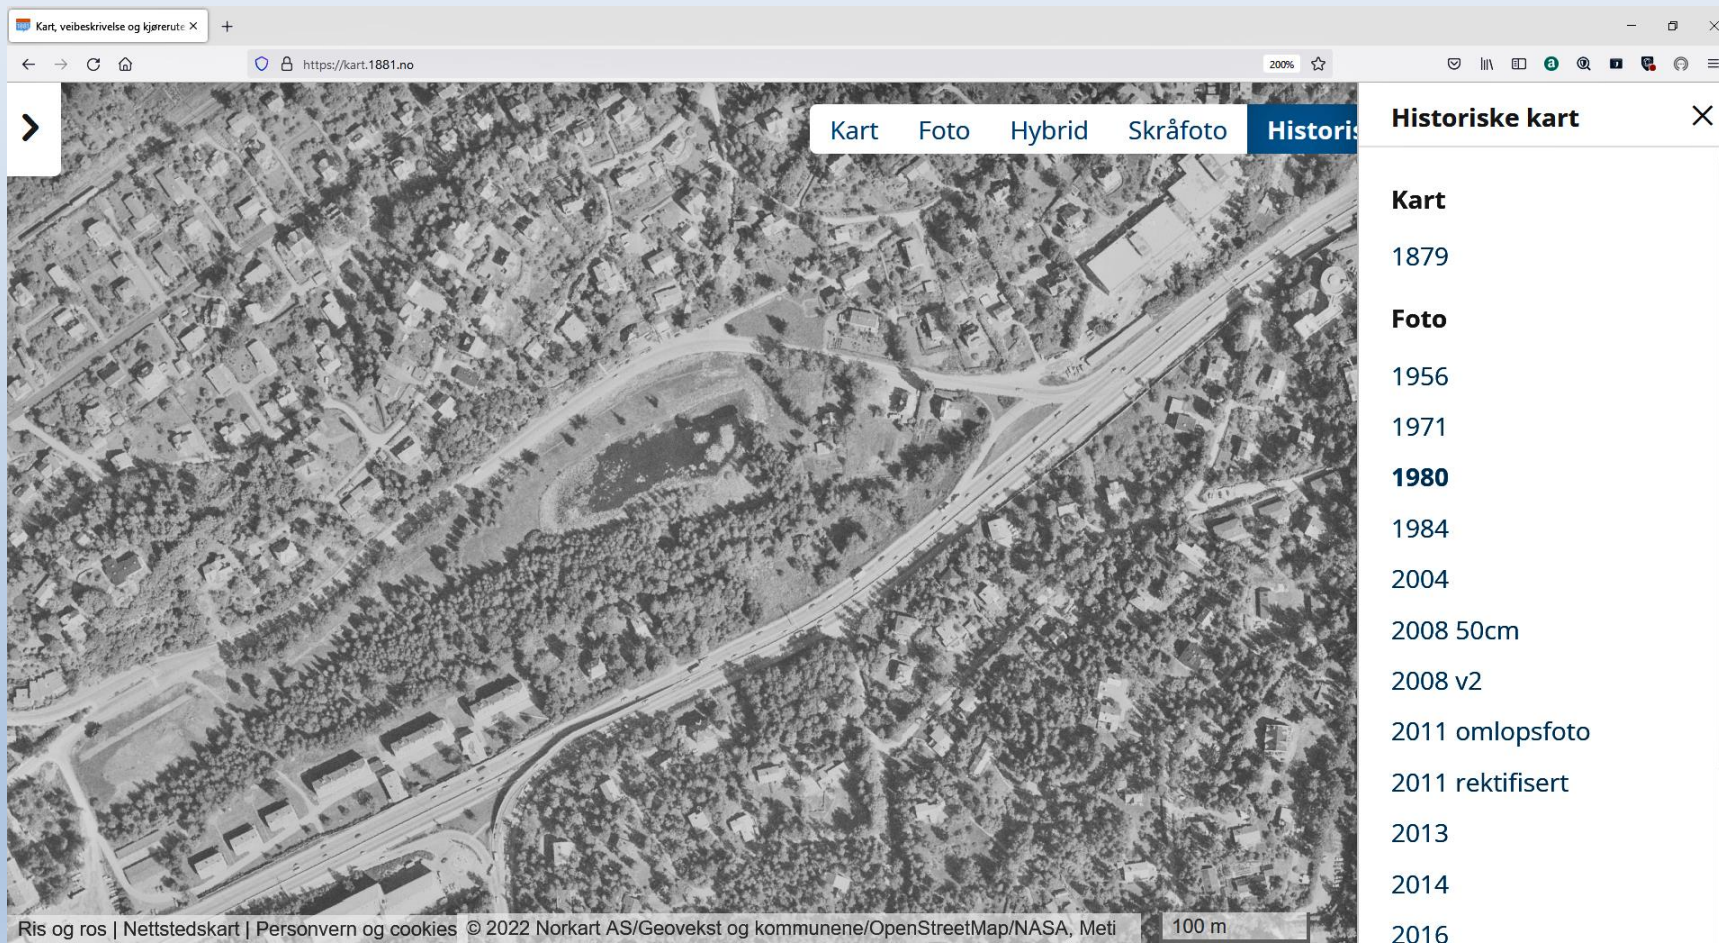 Kart, veibeskrivelse og kjørerute
https://kart.1881.no
200%
Kart Foto Hybrid Skråfoto Historis
Historiske kart
Kart
1879
Foto
1956
1971
1980
1984
2004
2008 50cm
2008 v2
2011 omlopsfoto
2011 rektifisert
2013
2014
2016
Ris og ros | Nettstedskart | Personvern og cookies © 2022 Norkart AS/Geovekst og kommunene/OpenStreetMap/NASA, Meti
100 m